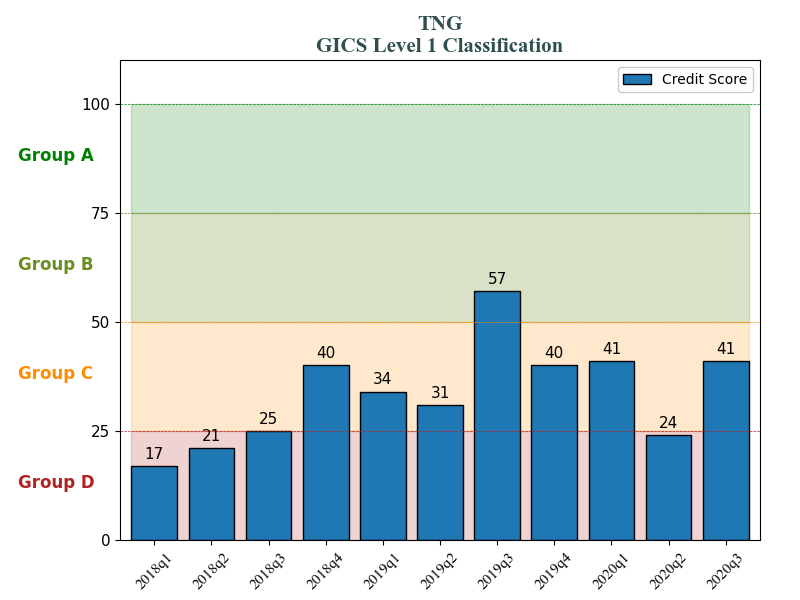 TNG
GICS Level 1 Classification
Credit Score
100
Group A
75
Group B
57
50
40
34
31
40
41
24
41
Group C
25
17
21
25
Group D
0
2018q1
2018q2
2018q3
2018q4
2019q1
2019q2
2019q3
2019q4
2020q1
2020q2
2020q3